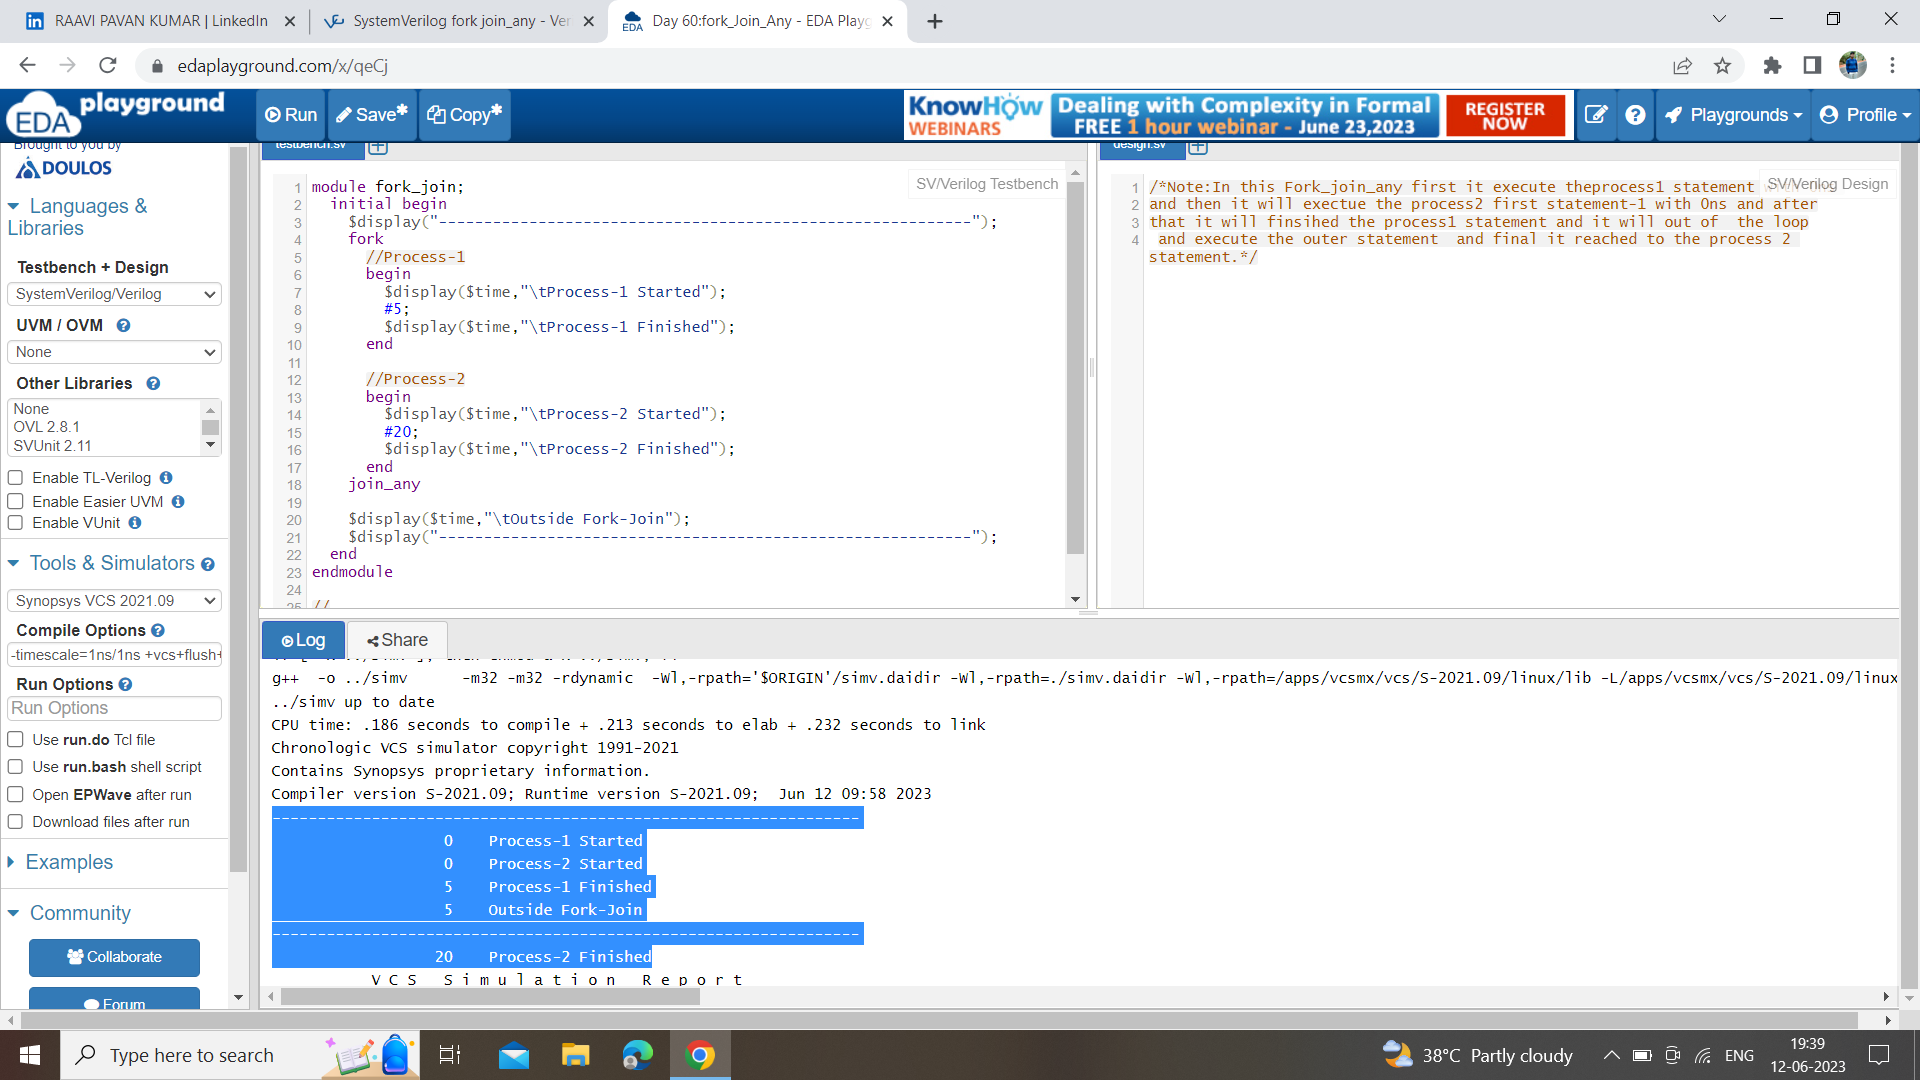 RAAVI PAVAN KUMAR | LinkedIn
SystemVerilog fork join_any - Ver
Day 60:fork_Join_Any - EDA Playg
edaplayground.com/x/qeCj
EDA playground
Run
Save*
Copy*
KnowHow WEBINARS
Dealing with Complexity in Formal
FREE 1 hour webinar - June 23,2023
REGISTER NOW
Playgrounds
Profile
Brought to you by
DOULOS
Languages & Libraries
Testbench + Design
SystemVerilog/Verilog
UVM / OVM
None
Other Libraries
None
OVL 2.8.1
SVUnit 2.11
Enable TL-Verilog
Enable Easier UVM
Enable VUnit
Tools & Simulators
Synopsys VCS 2021.09
Compile Options
-timescale=1ns/1ns +vcs+flush+
Run Options
Run Options
Use run.do Tcl file
Use run.bash shell script
Open EPWave after run
Download files after run
Examples
Community
Collaborate
Forum
testbench.sv
SV/Verilog Testbench
1 module fork_join;
2 initial begin
3 $display("-----------------------------------------------------------");
4 fork
5 //Process-1
6 begin
7 $display($time,"\tProcess-1 Started");
8 #5;
9 $display($time,"\tProcess-1 Finished");
10 end
11
12 //Process-2
13 begin
14 $display($time,"\tProcess-2 Started");
15 #20;
16 $display($time,"\tProcess-2 Finished");
17 end
18 join_any
19
20 $display($time,"\tOutside Fork-Join");
21 $display("-----------------------------------------------------------");
22 end
23 endmodule
24
25 //
design.sv
SV/Verilog Design
1 /*Note:In this Fork_join_any first it execute theprocess1 statement
2 and then it will exectue the process2 first statement-1 with 0ns and after
3 that it will finsihed the process1 statement and it will out of  the loop
4 and execute the outer statement  and final it reached to the process 2
statement.*/
Log
Share
g++  -o ../simv      -m32 -m32 -rdynamic  -Wl,-rpath='$ORIGIN'/simv.daidir -Wl,-rpath=./simv.daidir -Wl,-rpath=/apps/vcsmx/vcs/S-2021.09/linux/lib -L/apps/vcsmx/vcs/S-2021.09/linux
../simv up to date
CPU time: .186 seconds to compile + .213 seconds to elab + .232 seconds to link
Chronologic VCS simulator copyright 1991-2021
Contains Synopsys proprietary information.
Compiler version S-2021.09; Runtime version S-2021.09;  Jun 12 09:58 2023
-----------------------------------------------------------------
0 Process-1 Started
0 Process-2 Started
5 Process-1 Finished
5 Outside Fork-Join
-----------------------------------------------------------------
20 Process-2 Finished
V C S   S i m u l a t i o n   R e p o r t
Type here to search
38°C Partly cloudy
ENG
19:39
12-06-2023